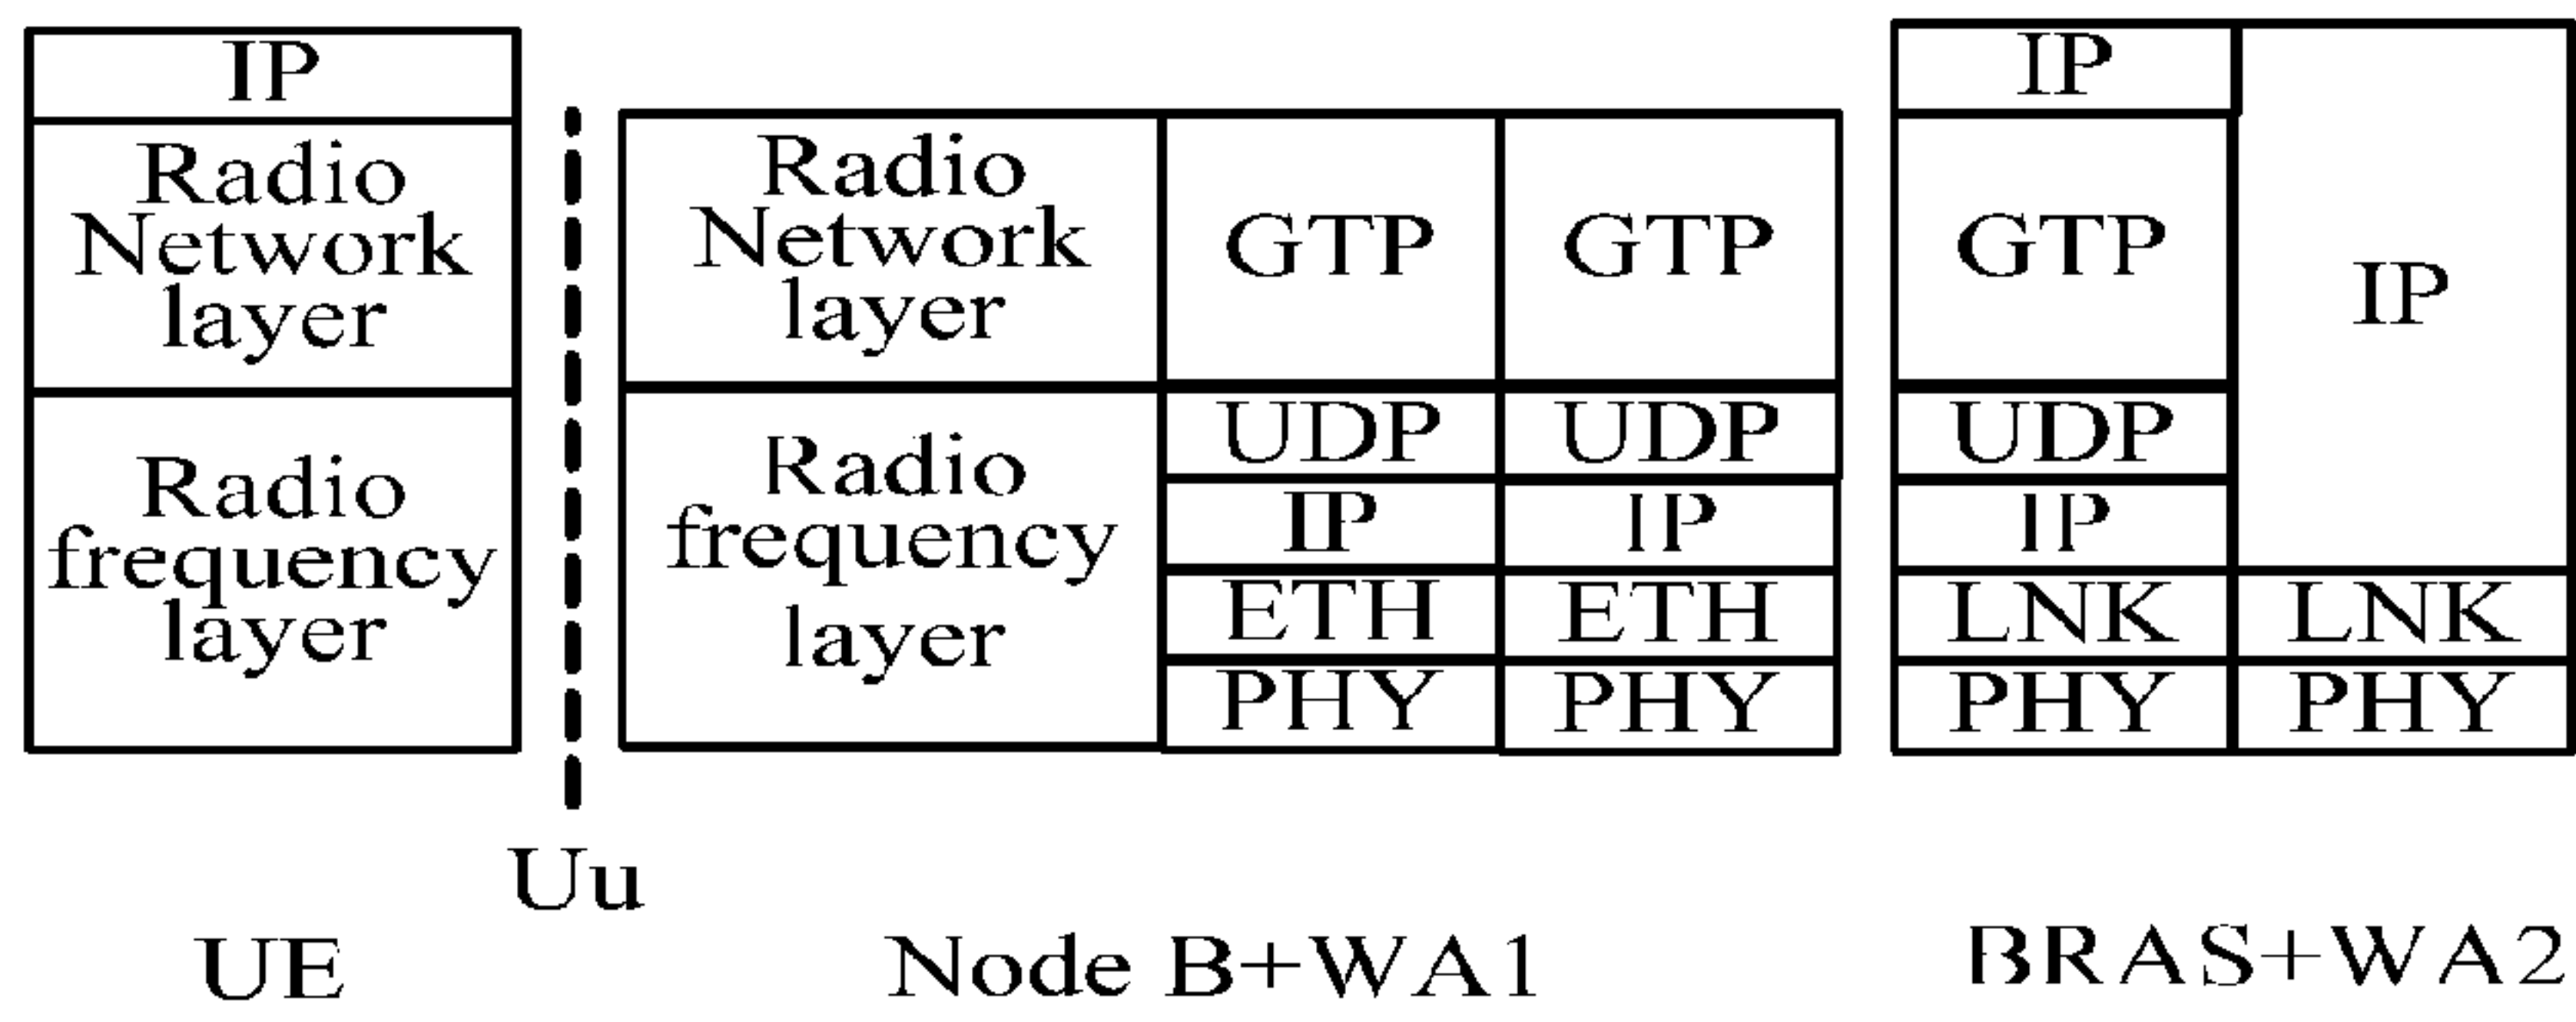 IP
Radio
Network
layer
Radio
frequency
layer
Uu
UE
Radio
Network
layer
Radio
frequency
layer
GTP
UDP
IP
ETH
PHY
GTP
UDP
IP
ETH
PHY
Node B+WA1
IP
GTP
UDP
IP
LNK
PHY
IP
LNK
PHY
BRAS+WA2